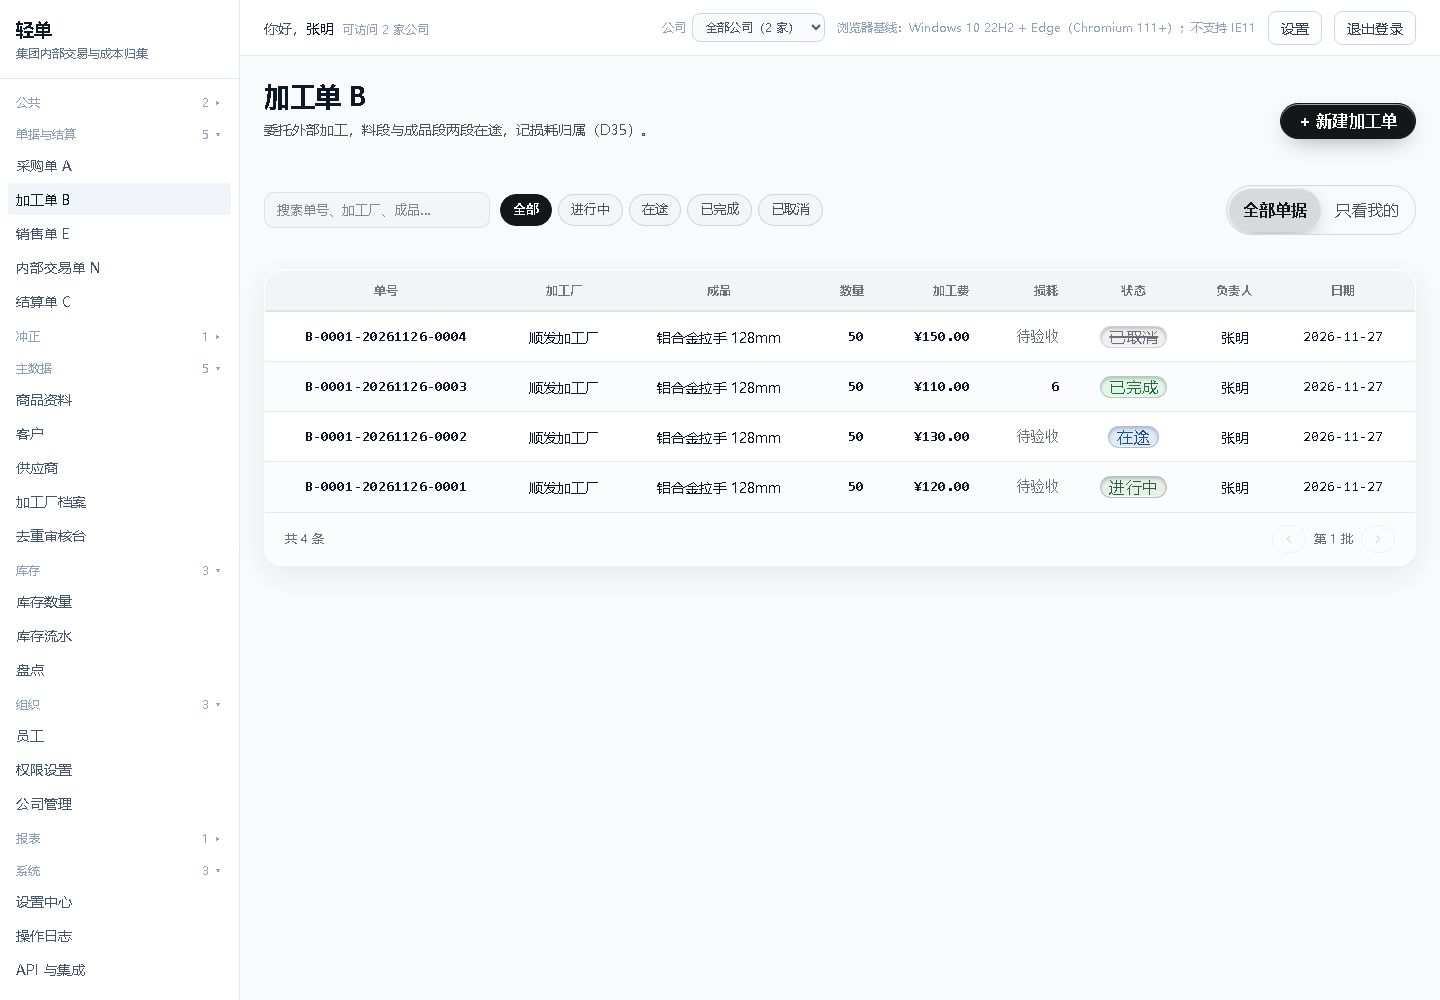 轻单
集团内部交易与成本归集
公共 2 ▸
单据与结算 5 ▾
采购单 A
加工单 B
销售单 E
内部交易单 N
结算单 C
冲正 1 ▸
主数据 5 ▾
商品资料
客户
供应商
加工厂档案
去重审核台
库存 3 ▾
库存数量
库存流水
盘点
组织 3 ▾
员工
权限设置
公司管理
报表 1 ▸
系统 3 ▾
设置中心
操作日志
API 与集成
你好，张明 可访问 2 家公司
公司 全部公司（2 家） 浏览器基线：Windows 10 22H2 + Edge（Chromium 111+）；不支持 IE11 设置 退出登录
加工单 B
委托外部加工，料段与成品段两段在途，记损耗归属（D35）。
+ 新建加工单
搜索单号、加工厂、成品... 全部 进行中 在途 已完成 已取消 全部单据 只看我的
单号 加工厂 成品 数量 加工费 损耗 状态 负责人 日期
B-0001-20261126-0004 顺发加工厂 铝合金拉手 128mm 50 ¥150.00 待验收 已取消 张明 2026-11-27
B-0001-20261126-0003 顺发加工厂 铝合金拉手 128mm 50 ¥110.00 6 已完成 张明 2026-11-27
B-0001-20261126-0002 顺发加工厂 铝合金拉手 128mm 50 ¥130.00 待验收 在途 张明 2026-11-27
B-0001-20261126-0001 顺发加工厂 铝合金拉手 128mm 50 ¥120.00 待验收 进行中 张明 2026-11-27
共 4 条 ‹ 第 1 批 ›